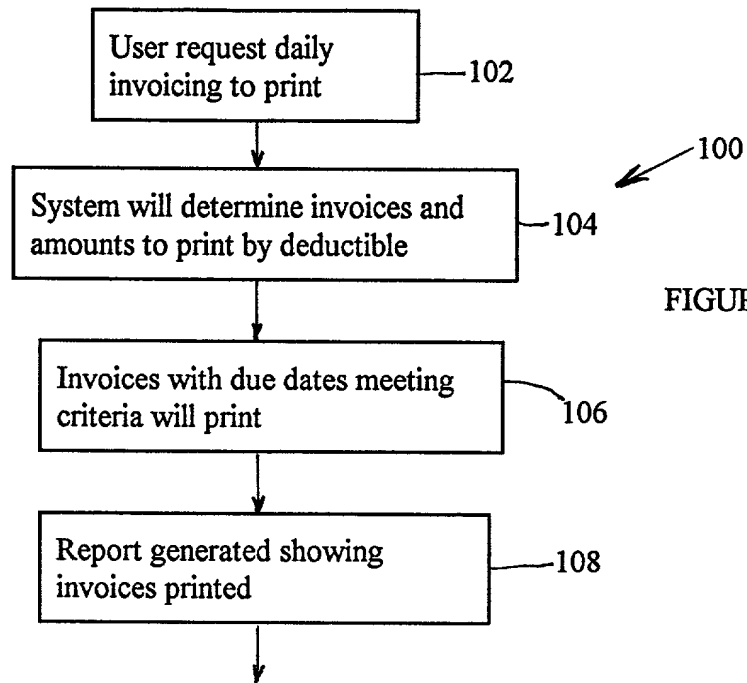 User request daily
invoicing to print
102
100
System will determine invoices and
amounts to print by deductible
104
Invoices with due dates meeting
criteria will print
106
Report generated showing
invoices printed
108